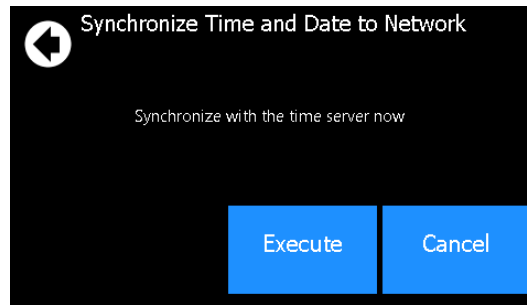 Synchronize Time and Date to Network
Synchronize with the time server now
Execute
Cancel